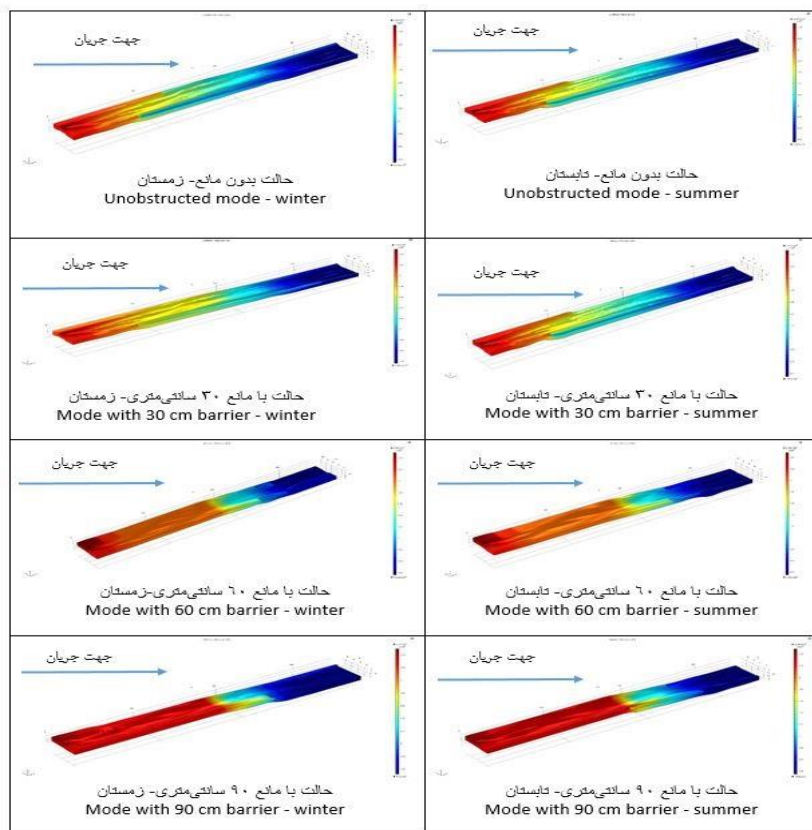 جهت جریان
حالت بدون مانع- زمستان
Unobstructed mode - winter
جهت جریان
حالت بدون مانع- تابستان
Unobstructed mode - summer
جهت جریان
حالت با مانع ۳۰ سانتی‌متری- زمستان
Mode with 30 cm barrier - winter
جهت جریان
حالت با مانع ۳۰ سانتی‌متری- تابستان
Mode with 30 cm barrier - summer
جهت جریان
حالت با مانع ۶۰ سانتی‌متری-زمستان
Mode with 60 cm barrier - winter
جهت جریان
حالت با مانع ۶۰ سانتی‌متری- تابستان
Mode with 60 cm barrier - summer
جهت جریان
حالت با مانع ۹۰ سانتی‌متری- زمستان
Mode with 90 cm barrier - winter
جهت جریان
حالت با مانع ۹۰ سانتی‌متری- تابستان
Mode with 90 cm barrier - summer